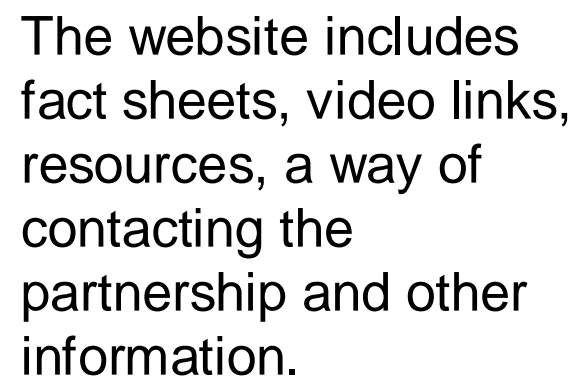 The website includes
fact sheets, video links,
resources, a way of
contacting the
partnership and other
information.